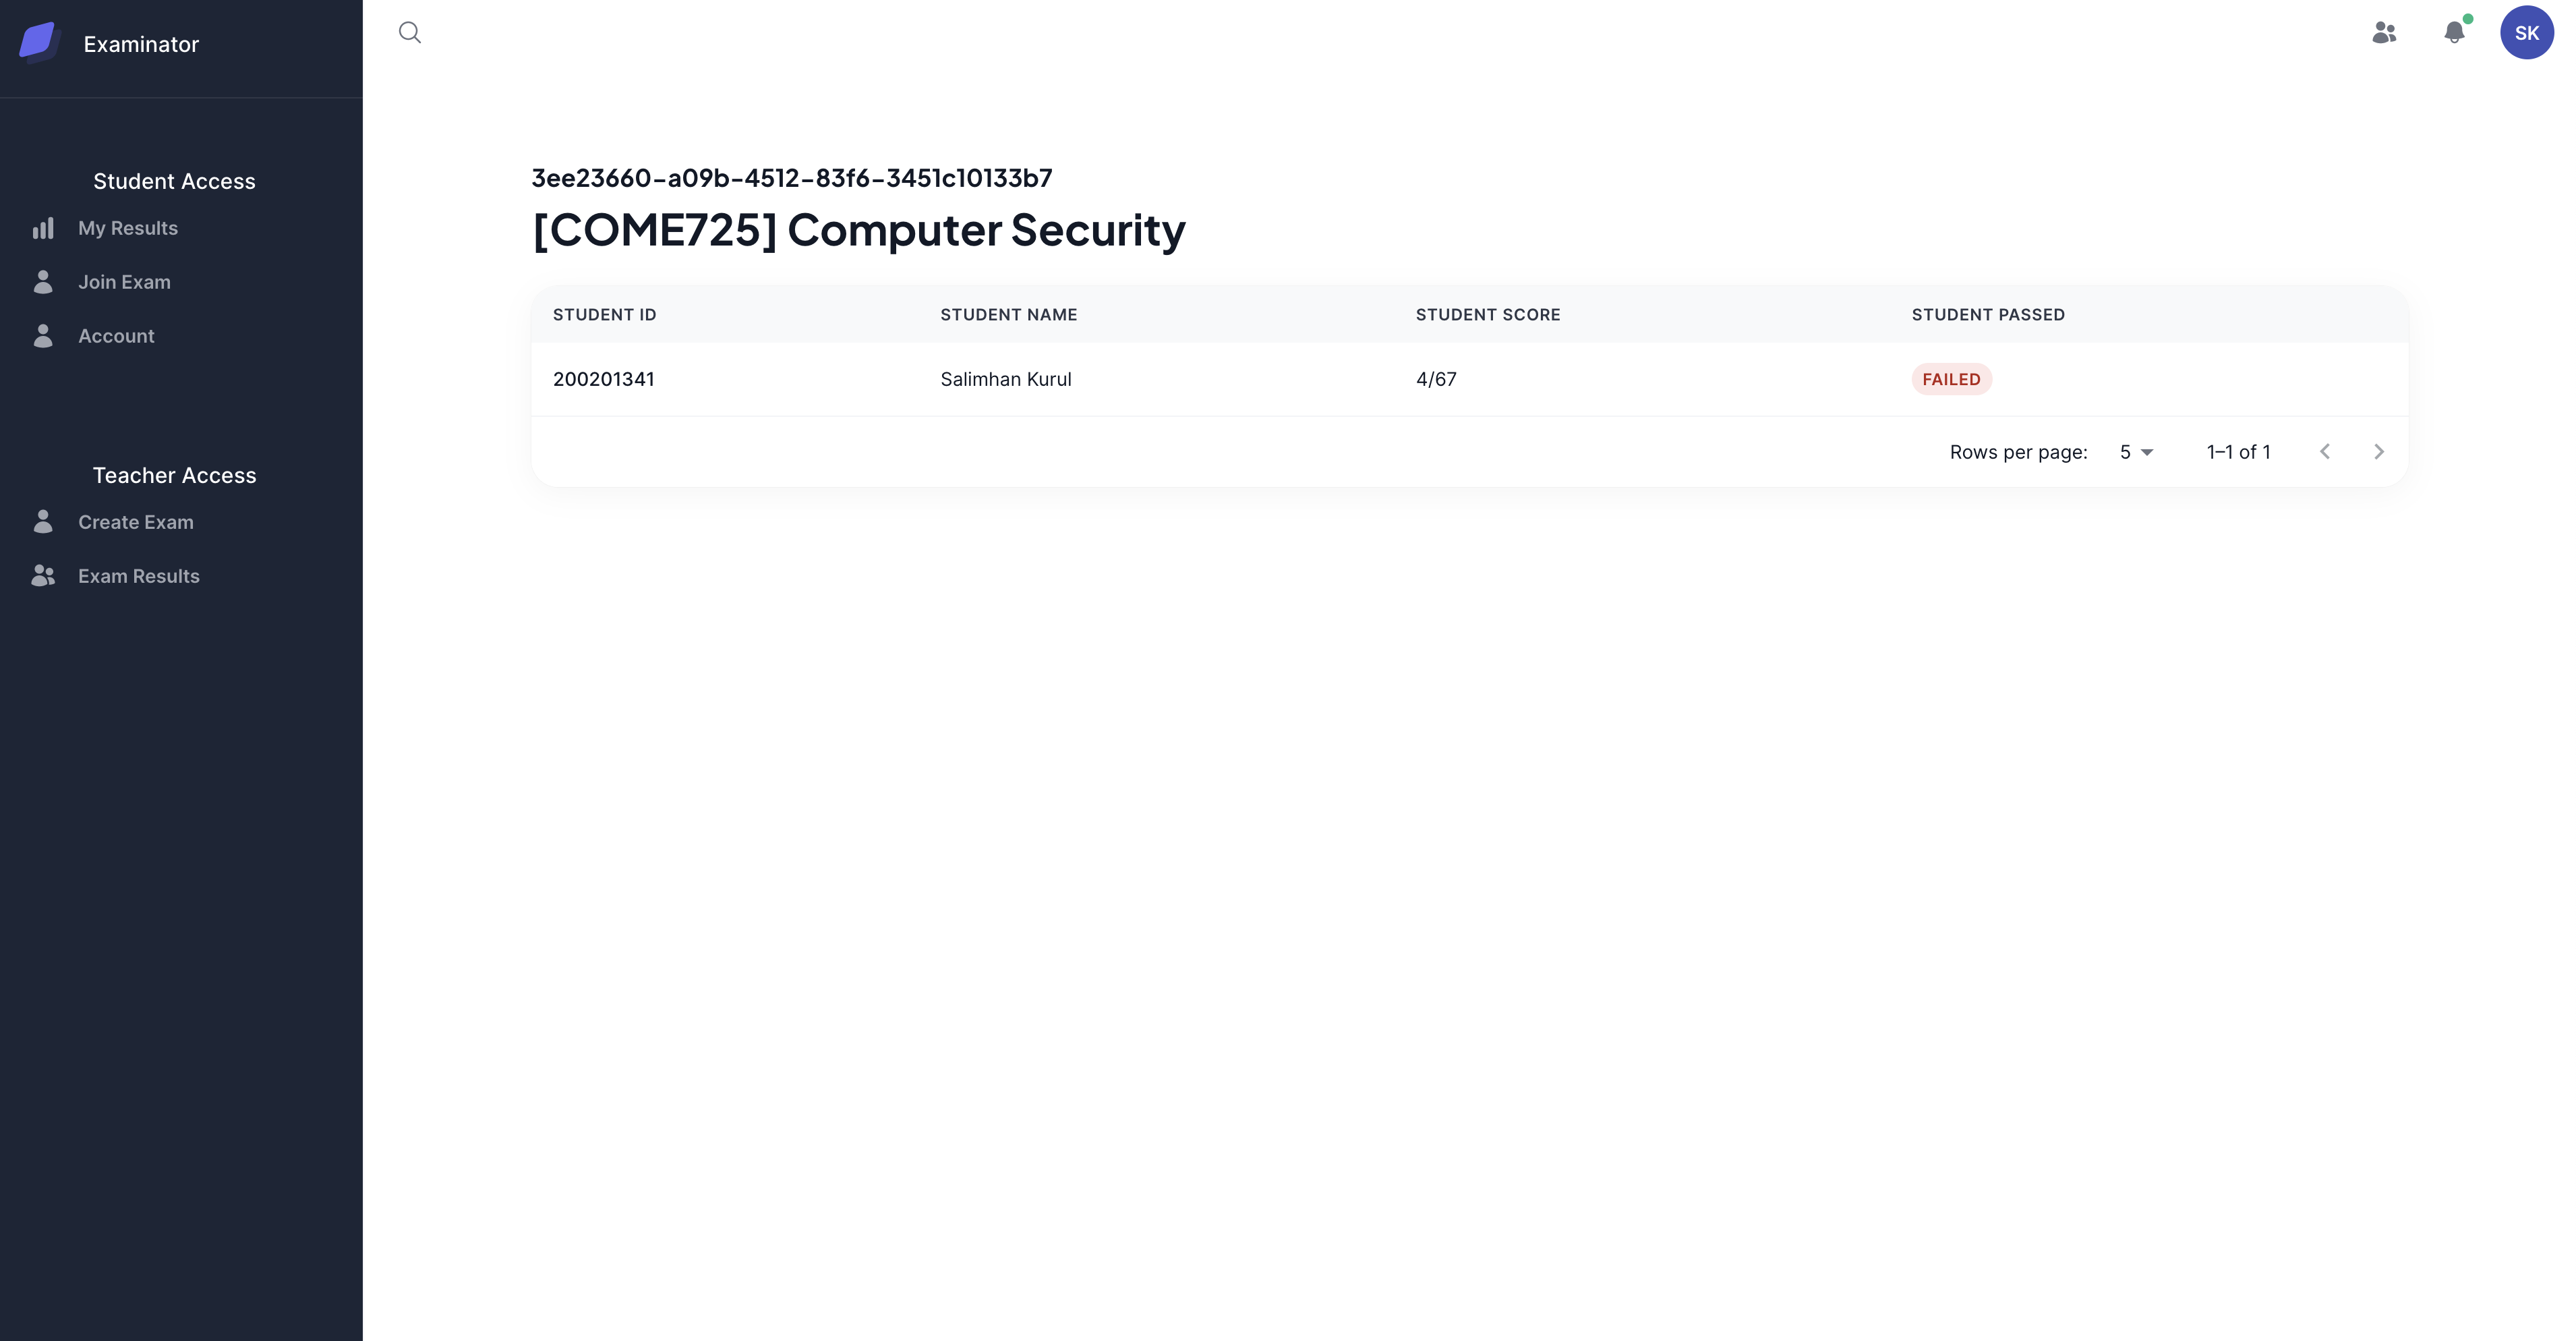 Examinator
Student Access
My Results
Join Exam
Account
Teacher Access
Create Exam
Exam Results
SK
3ee23660-a09b-4512-83f6-3451c10133b7
[COME725] Computer Security
STUDENT ID STUDENT NAME STUDENT SCORE STUDENT PASSED
200201341 Salimhan Kurul 4/67 FAILED
Rows per page: 5 1–1 of 1